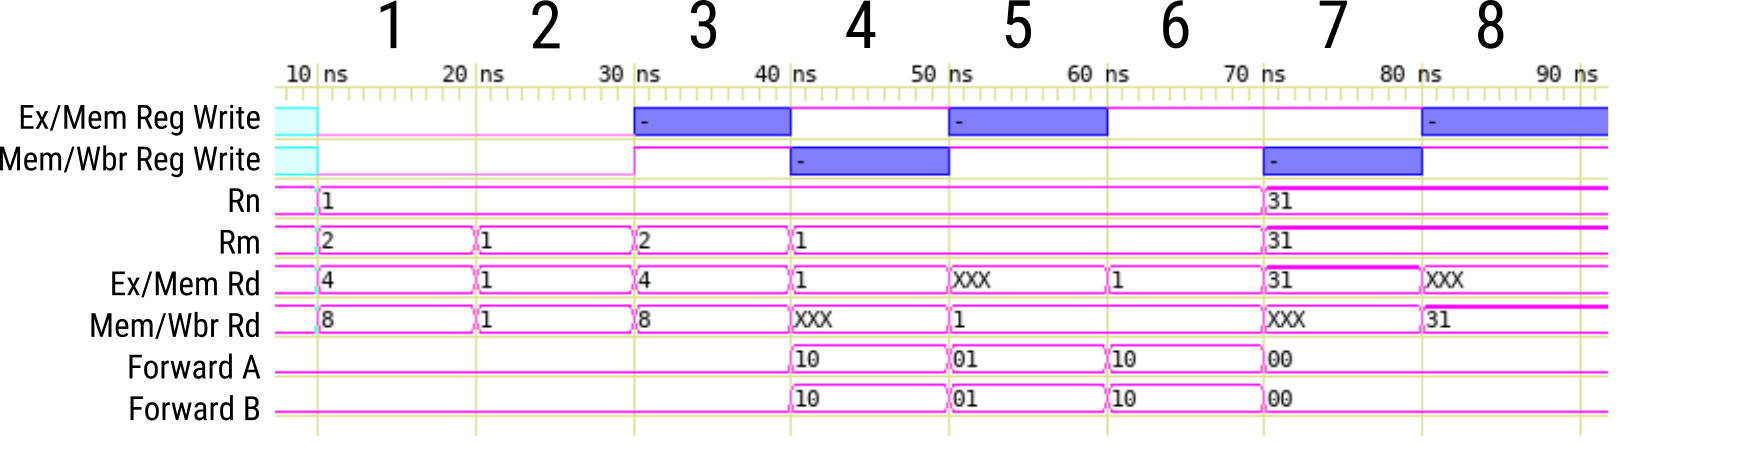 1 2 3 4 5 6 7 8
10 ns 20 ns 30 ns 40 ns 50 ns 60 ns 70 ns 80 ns 90 ns
Ex/Mem Reg Write - - -
Mem/Wbr Reg Write - -
Rn 1 31
Rm 2 1 2 1 31
Ex/Mem Rd 4 1 4 1 XXX 1 31 XXX
Mem/Wbr Rd 8 1 8 XXX 1 XXX 31
Forward A 10 01 10 00
Forward B 10 01 10 00